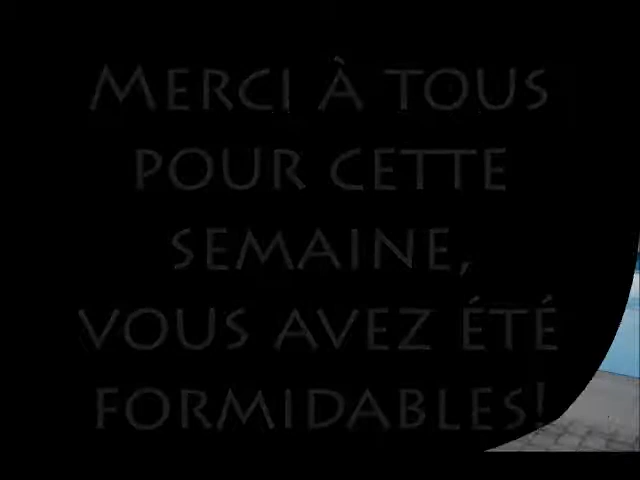 MERCI À TOUS
POUR CETTE
SEMAINE,
VOUS AVEZ ÉTÉ
FORMIDABLES!